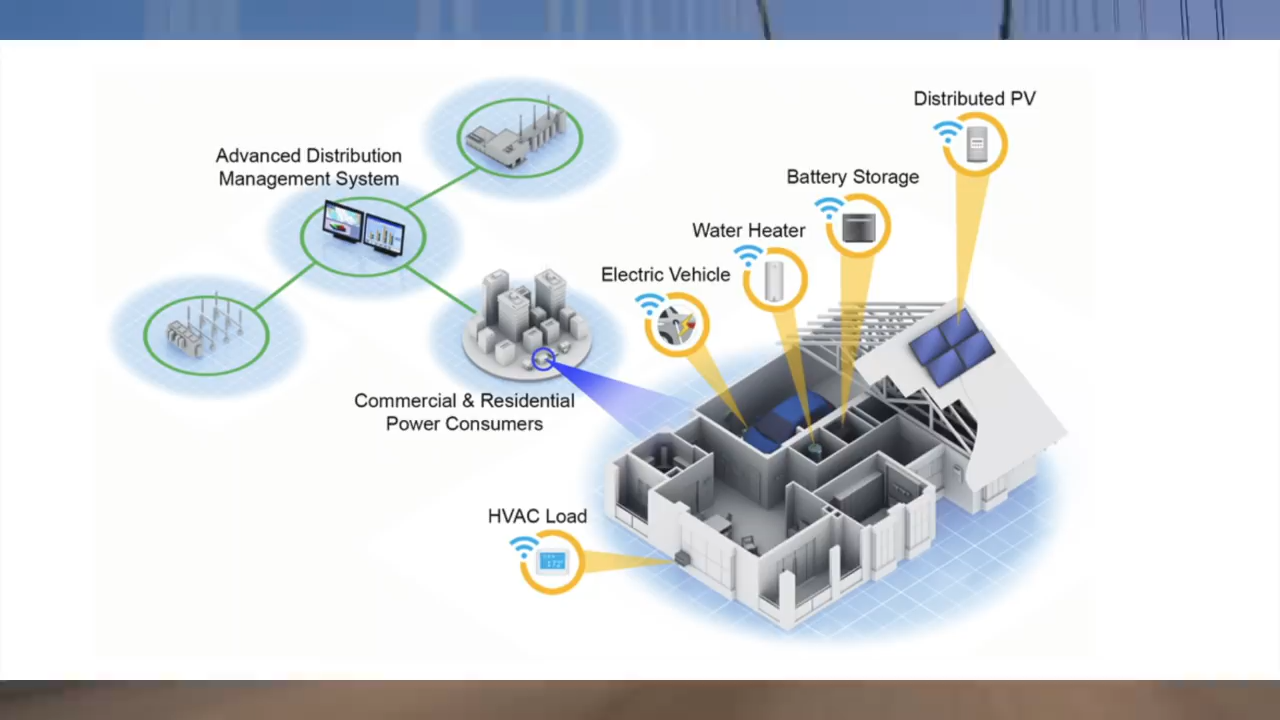 Distributed PV
Advanced Distribution
Management System
Battery Storage
Water Heater
Electric Vehicle
Commercial & Residential
Power Consumers
HVAC Load